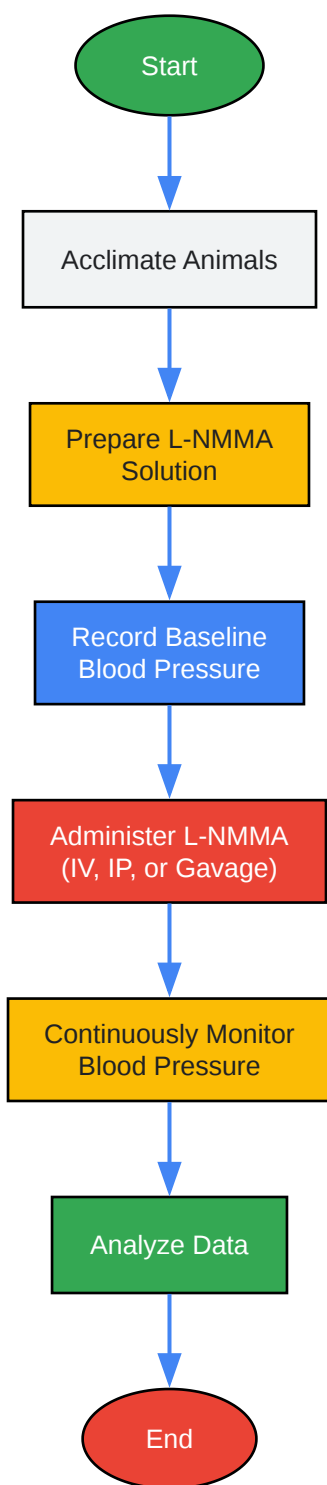 Start
Acclimate Animals
Prepare L-NMMA
Solution
Record Baseline
Blood Pressure
Administer L-NMMA
(IV, IP, or Gavage)
Continuously Monitor
Blood Pressure
Analyze Data
End